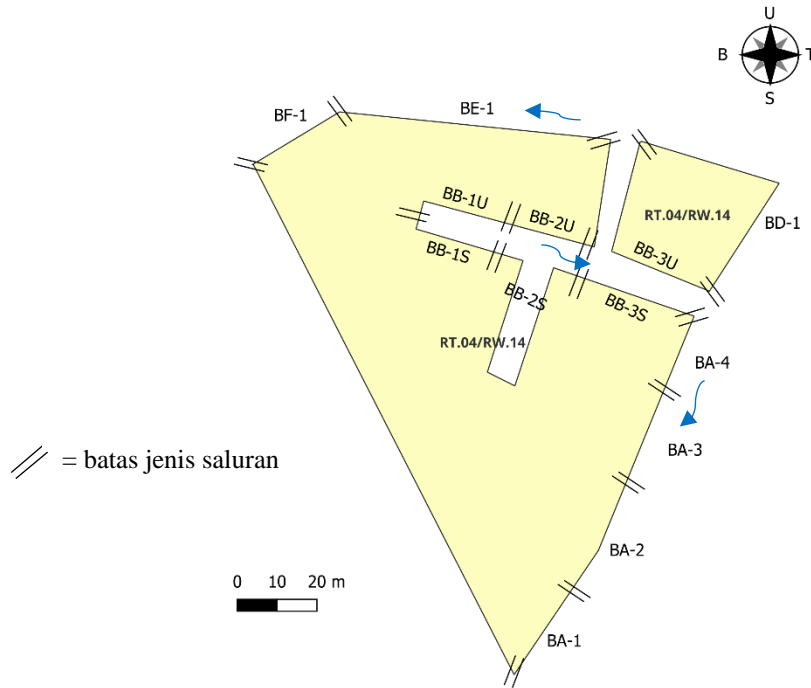 U
B
T
S
BF-1
BE-1
BB-1U
BB-2U
RT.04/RW.14
BD-1
BB-1S
BB-3U
BB-2S
BB-3S
RT.04/RW.14
BA-4
BA-3
= batas jenis saluran
BA-2
0 10 20 m
BA-1